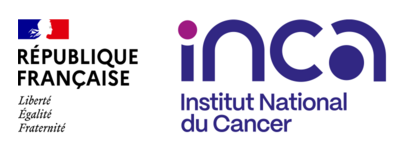 RÉPUBLIQUE
FRANÇAISE
Liberté
Égalité
Fraternité
inca
Institut National
du Cancer